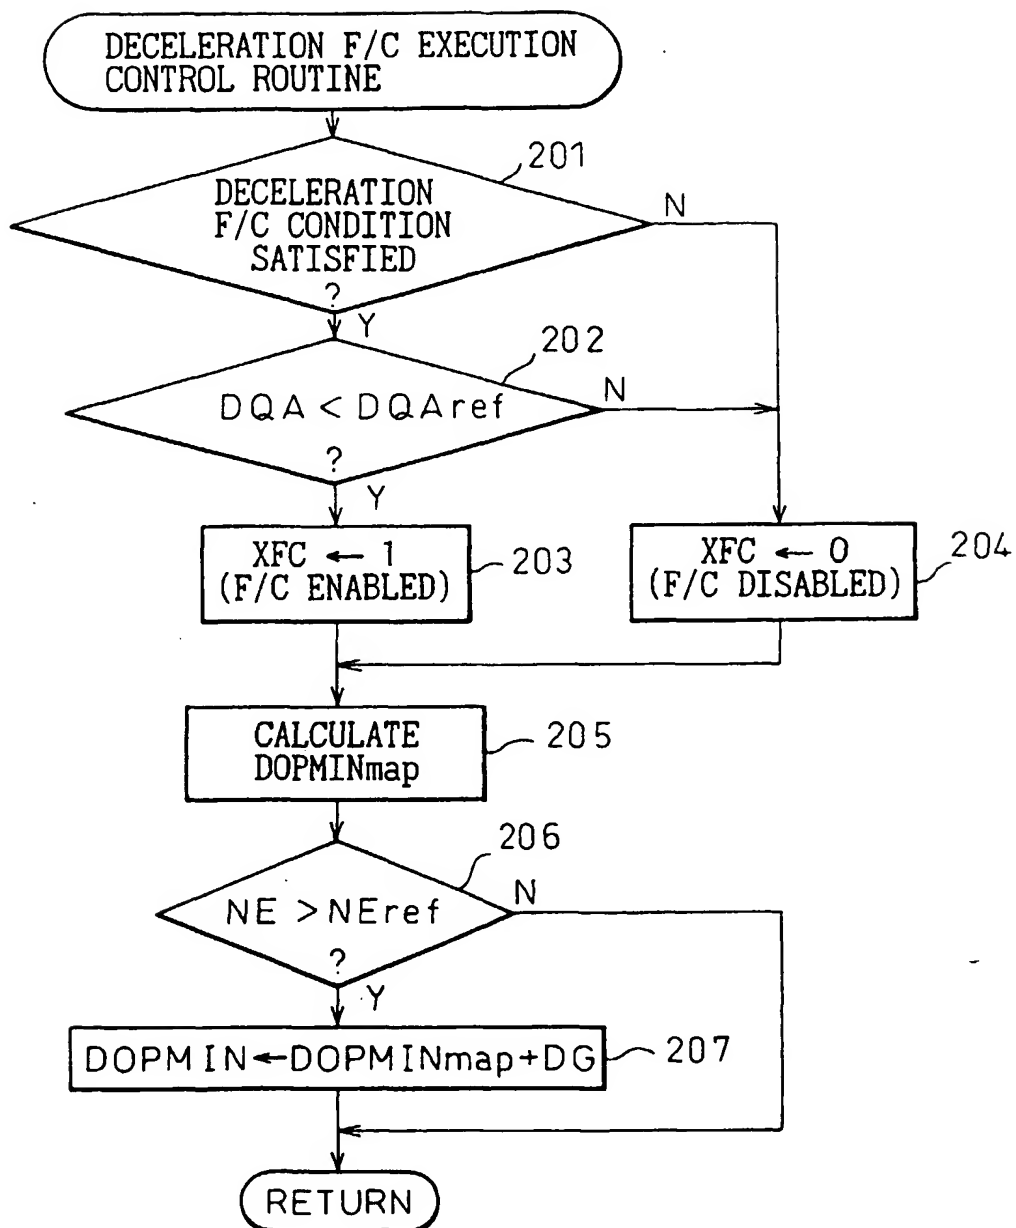 DECELERATION F/C EXECUTION
CONTROL ROUTINE
201
DECELERATION
F/C CONDITION
SATISFIED
?
N
Y
202
DQA < DQAref
?
N
Y
XFC ← 1
(F/C ENABLED)
203
XFC ← 0
(F/C DISABLED)
204
CALCULATE
DOPMINmap
205
206
NE > NEref
?
N
Y
DOPMIN←DOPMINmap+DG
207
RETURN